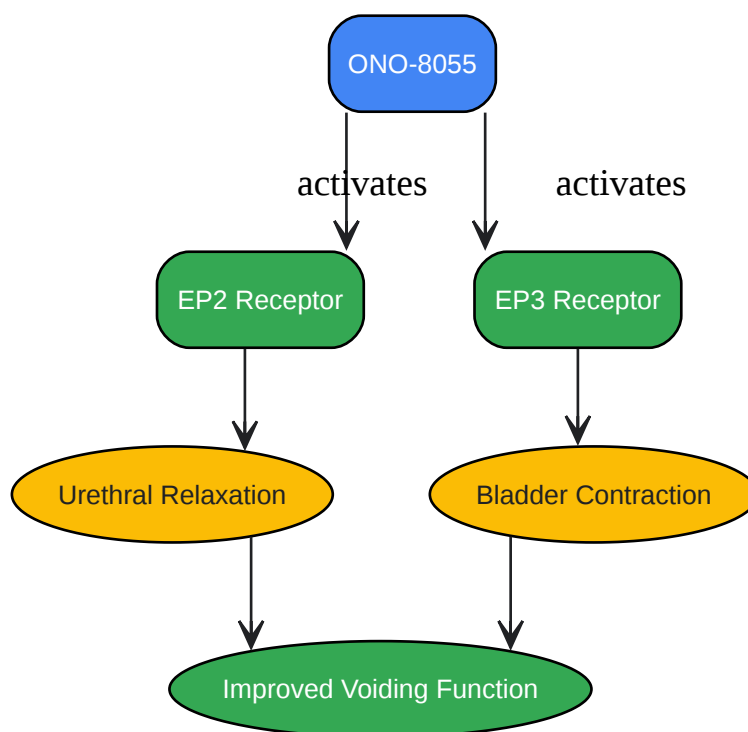 ONO-8055
activates
activates
EP2 Receptor
EP3 Receptor
Urethral Relaxation
Bladder Contraction
Improved Voiding Function